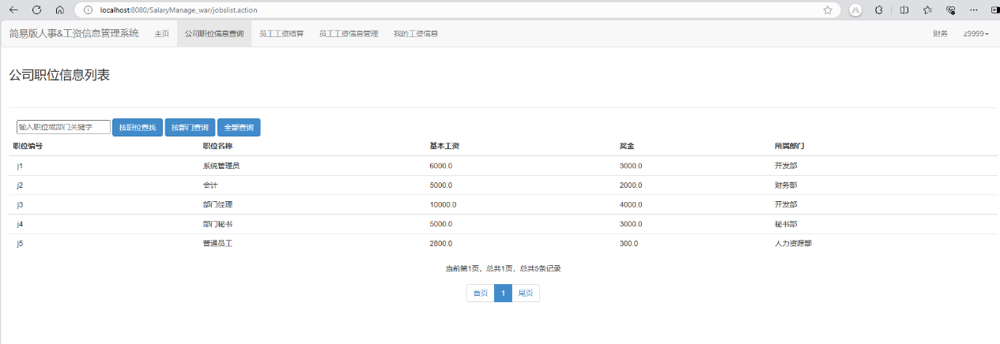 localhost:8080/SalaryManage_war/jobslist.action
简易版人事&工资信息管理系统 主页 公司职位信息查询 员工工资结算 员工工资信息管理 我的工资信息 财务 z9999
公司职位信息列表
输入职位或部门关键字 按职位查找 按部门查询 全部查询
职位编号 职位名称 基本工资 奖金 所属部门
j1 系统管理员 6000.0 3000.0 开发部
j2 会计 5000.0 2000.0 财务部
j3 部门经理 10000.0 4000.0 开发部
j4 部门秘书 5000.0 3000.0 秘书部
j5 普通员工 2800.0 300.0 人力资源部
当前第1页，总共1页，总共5条记录
首页 1 尾页